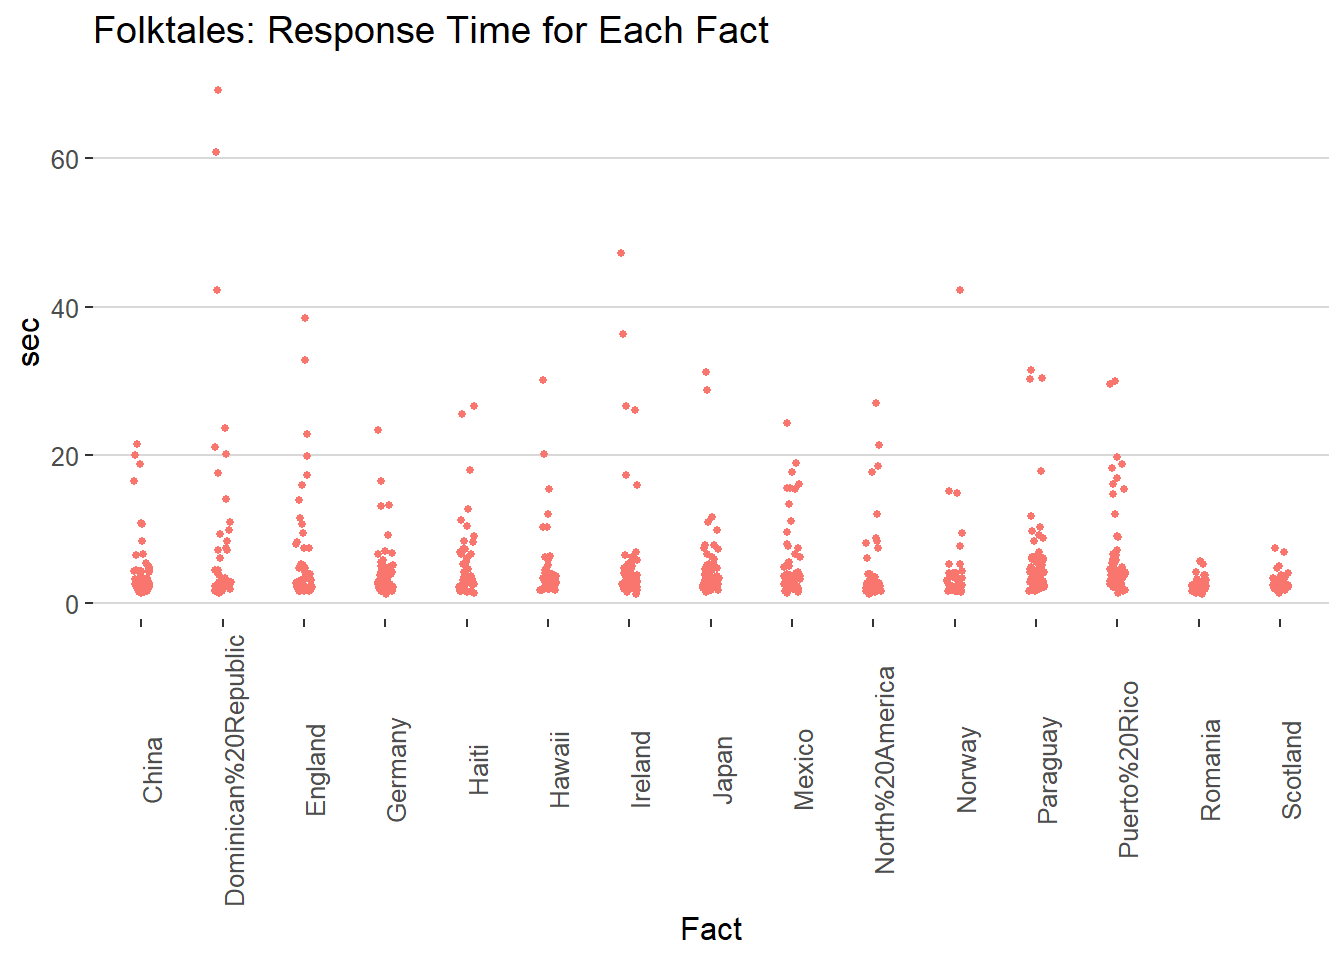 Folktales: Response Time for Each Fact
60
40
20
0
sec
China
Dominican%20Republic
England
Germany
Haiti
Hawaii
Ireland
Japan
Mexico
North%20America
Norway
Paraguay
Puerto%20Rico
Romania
Scotland
Fact